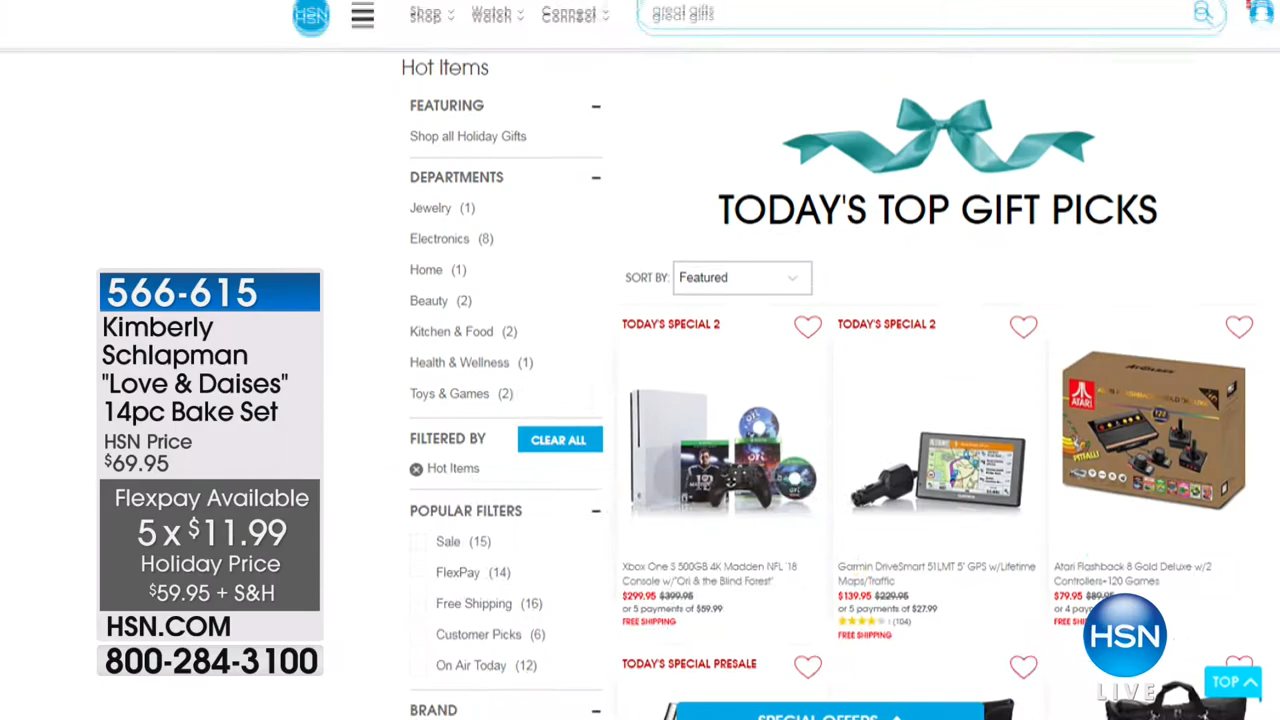 HSN
Shop
Watch
Connect
great gifts
Hot Items
FEATURING
Shop all Holiday Gifts
DEPARTMENTS
Jewelry (1)
Electronics (8)
Home (1)
Beauty (2)
Kitchen & Food (2)
Health & Wellness (1)
Toys & Games (2)
FILTERED BY
CLEAR ALL
Hot Items
POPULAR FILTERS
Sale (15)
FlexPay (14)
Free Shipping (16)
Customer Picks (6)
On Air Today (12)
BRAND
TODAY'S TOP GIFT PICKS
SORT BY: Featured
TODAY'S SPECIAL 2
Xbox One S 500GB 4K Madden NFL '18
Console w/"Ori & the Blind Forest"
$299.95 $399.95
or 5 payments of $59.99
FREE SHIPPING
TODAY'S SPECIAL 2
Garmin DriveSmart 51LMT 5" GPS w/Lifetime
Maps/Traffic
$139.95 $229.95
or 5 payments of $27.99
(104)
FREE SHIPPING
ATARI
PITFALL!
Atari Flashback 8 Gold Deluxe w/2
Controllers+120 Games
$79.95
or 4 pay
FREE
TODAY'S SPECIAL PRESALE
SPECIAL OFFERS
TOP
566-615
Kimberly
Schlapman
"Love & Daises"
14pc Bake Set
HSN Price
$69.95
Flexpay Available
5 x $11.99
Holiday Price
$59.95 + S&H
HSN.COM
800-284-3100
HSN
LIVE